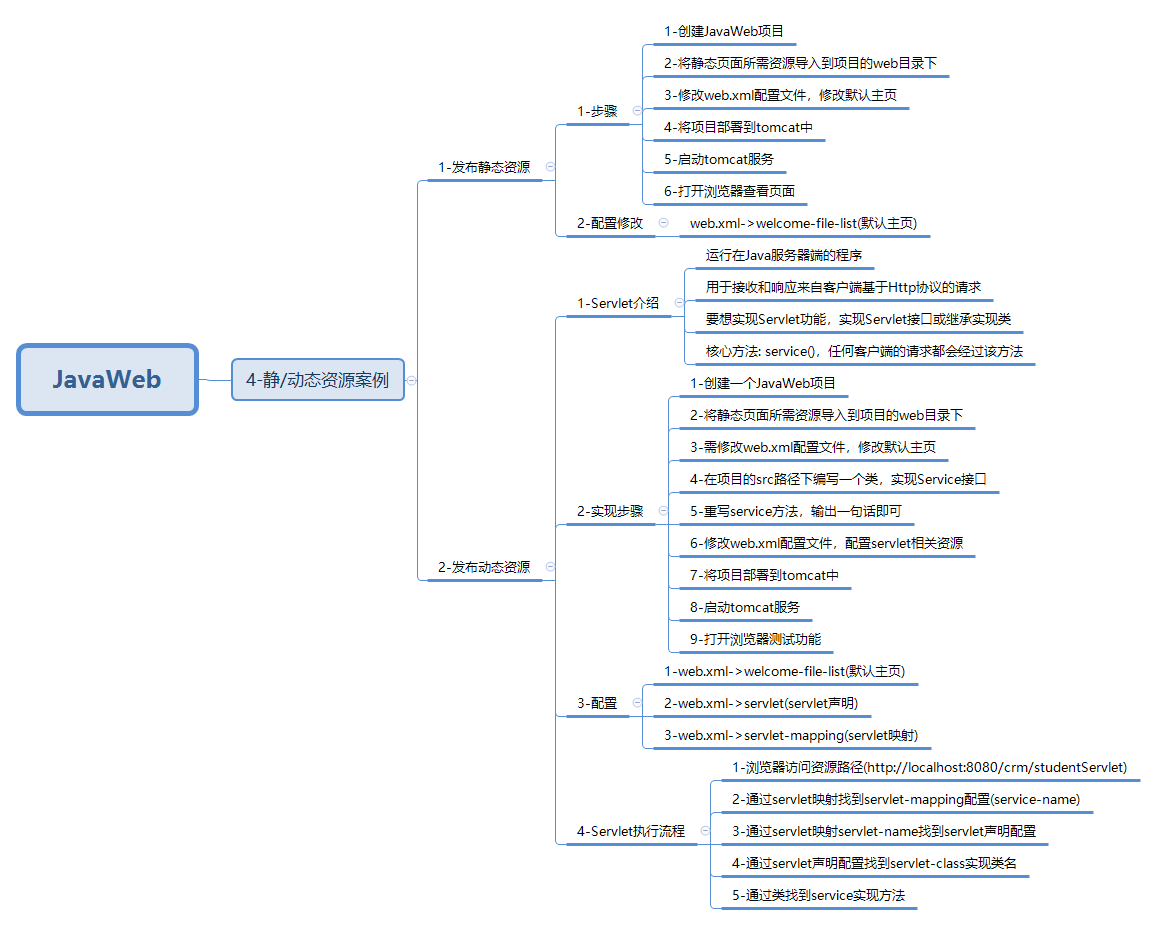 JavaWeb
4-静/动态资源案例
1-发布静态资源
1-步骤
1-创建JavaWeb项目
2-将静态页面所需资源导入到项目的web目录下
3-修改web.xml配置文件，修改默认主页
4-将项目部署到tomcat中
5-启动tomcat服务
6-打开浏览器查看页面
2-配置修改
web.xml->welcome-file-list(默认主页)
2-发布动态资源
1-Servlet介绍
运行在Java服务器端的程序
用于接收和响应来自客户端基于Http协议的请求
要想实现Servlet功能，实现Servlet接口或继承实现类
核心方法: service()，任何客户端的请求都会经过该方法
2-实现步骤
1-创建一个JavaWeb项目
2-将静态页面所需资源导入到项目的web目录下
3-需修改web.xml配置文件，修改默认主页
4-在项目的src路径下编写一个类，实现Service接口
5-重写service方法，输出一句话即可
6-修改web.xml配置文件，配置servlet相关资源
7-将项目部署到tomcat中
8-启动tomcat服务
9-打开浏览器测试功能
3-配置
1-web.xml->welcome-file-list(默认主页)
2-web.xml->servlet(servlet声明)
3-web.xml->servlet-mapping(servlet映射)
4-Servlet执行流程
1-浏览器访问资源路径(http://localhost:8080/crm/studentServlet)
2-通过servlet映射找到servlet-mapping配置(service-name)
3-通过servlet映射servlet-name找到servlet声明配置
4-通过servlet声明配置找到servlet-class实现类名
5-通过类找到service实现方法